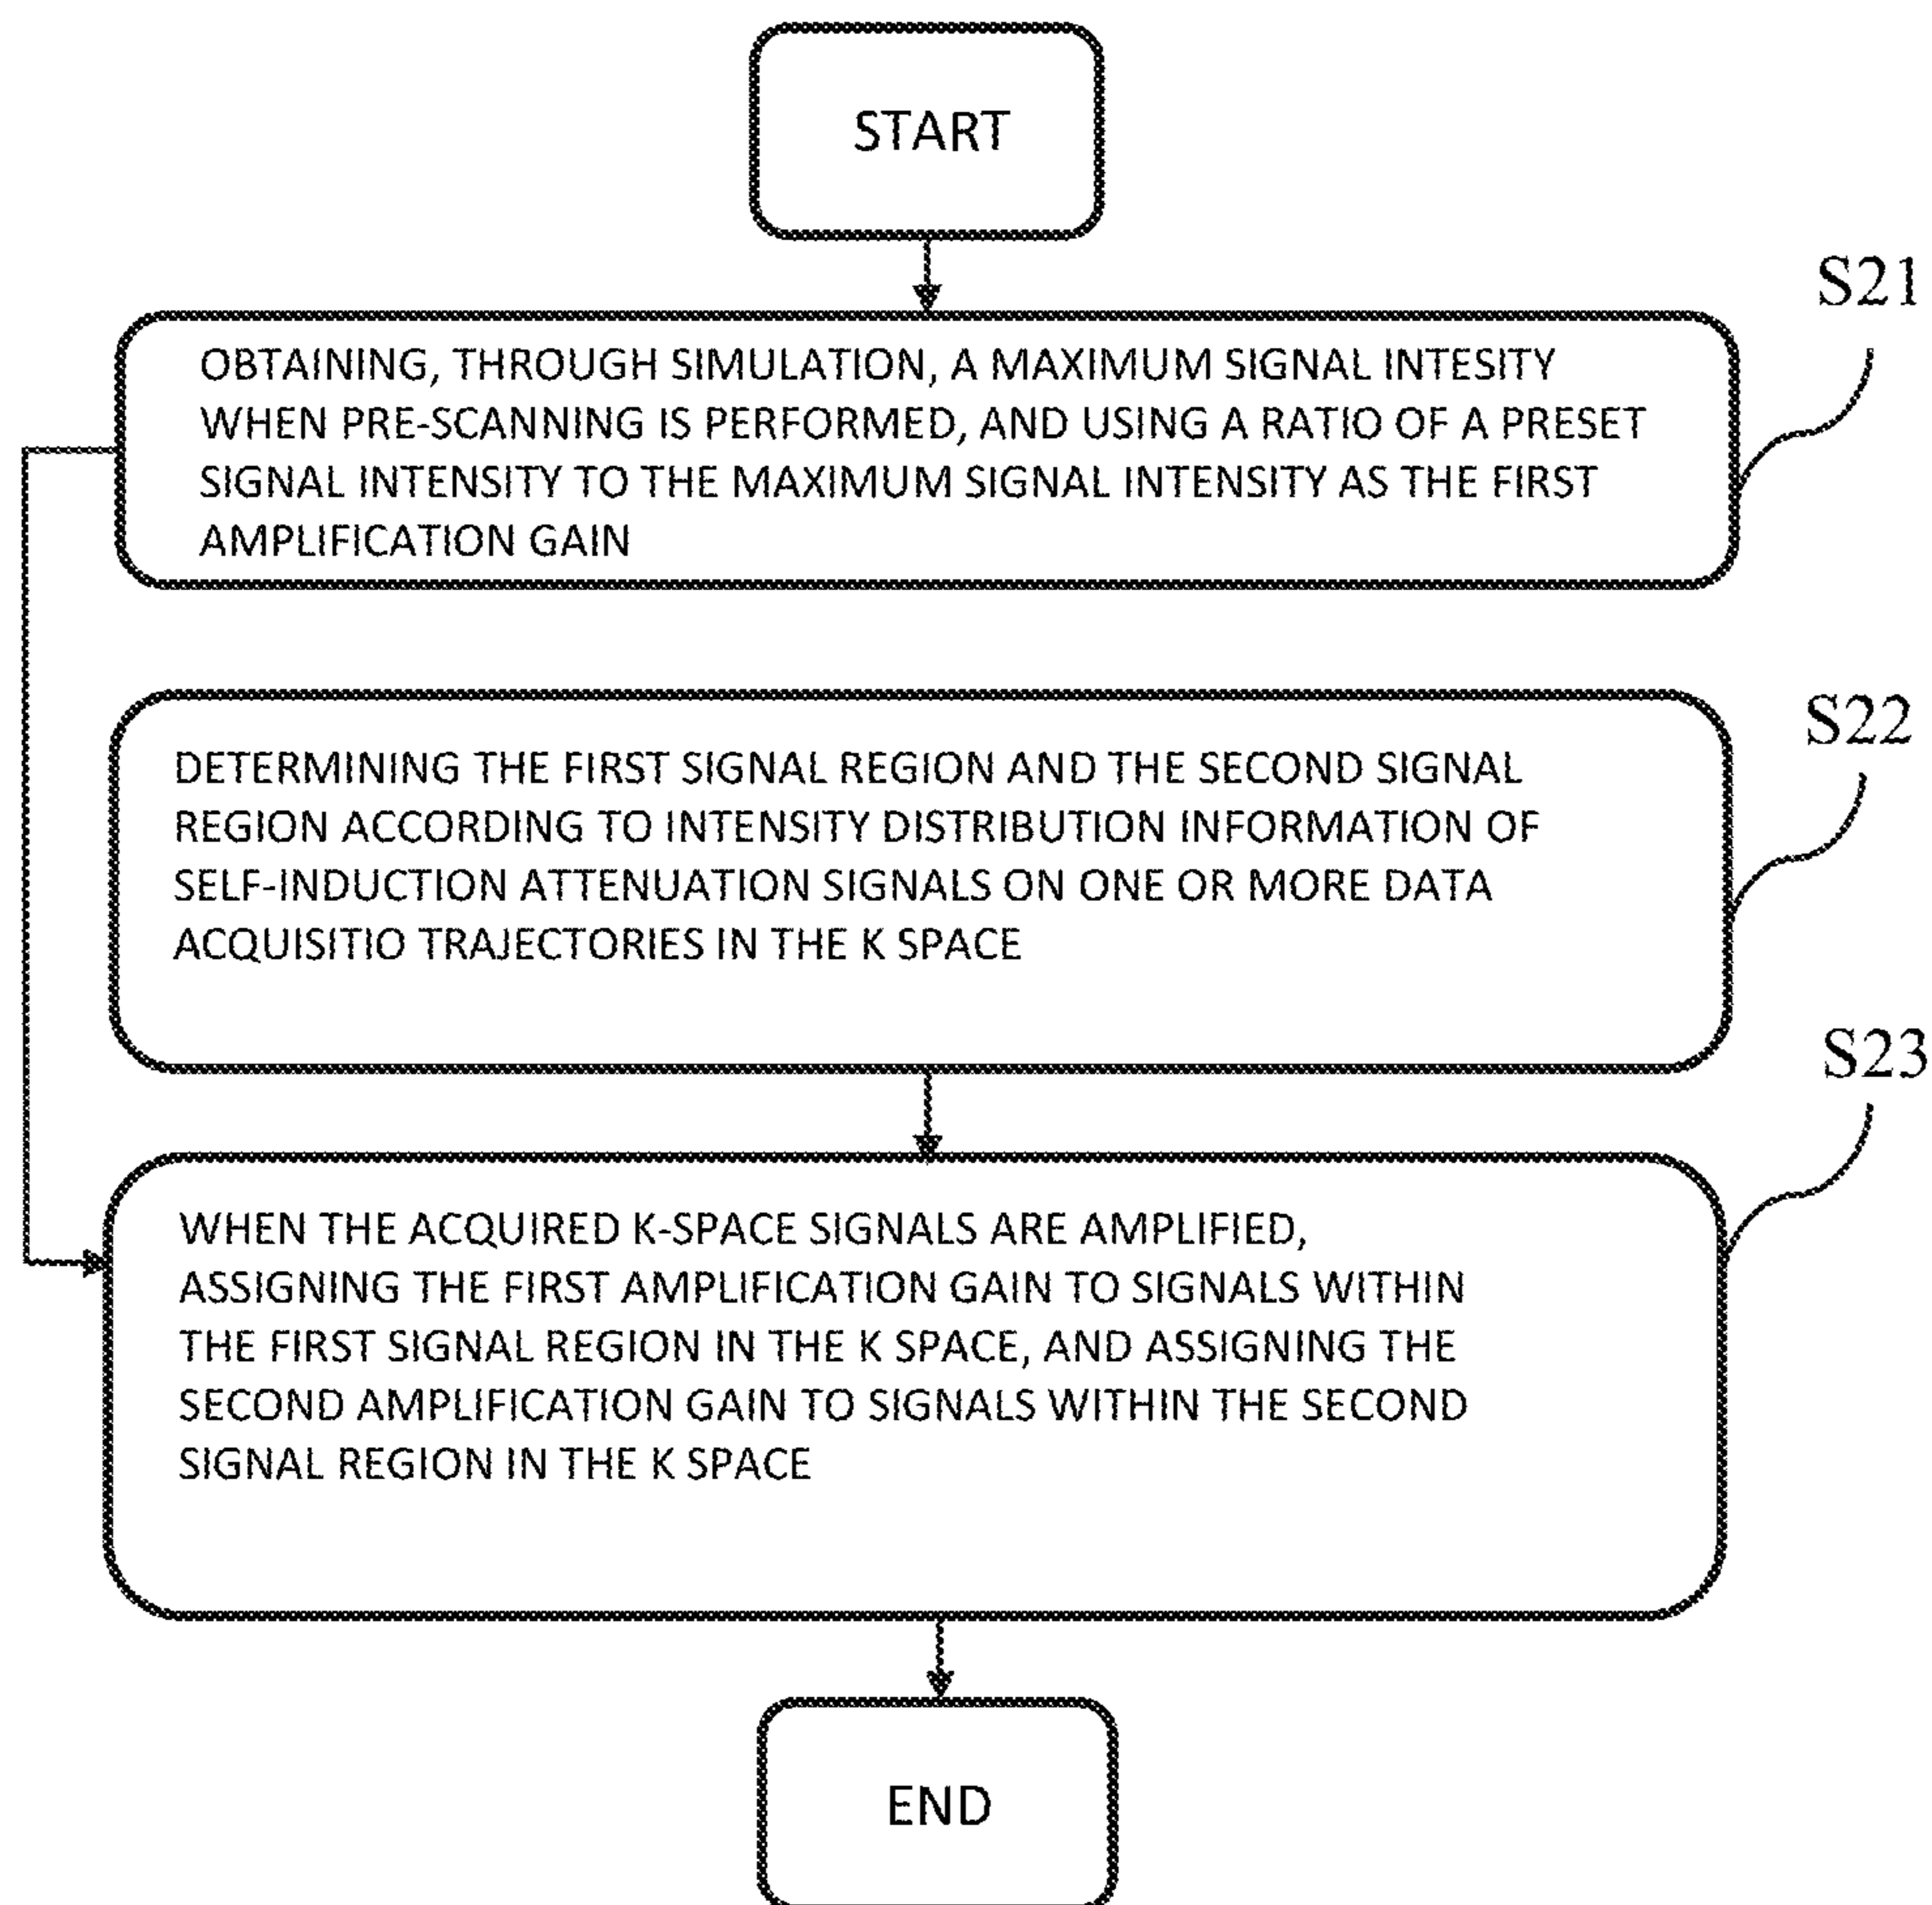 START
S21
OBTAINING, THROUGH SIMULATION, A MAXIMUM SIGNAL INTESITY
WHEN PRE-SCANNING IS PERFORMED, AND USING A RATIO OF A PRESET
SIGNAL INTENSITY TO THE MAXIMUM SIGNAL INTENSITY AS THE FIRST
AMPLIFICATION GAIN
S22
DETERMINING THE FIRST SIGNAL REGION AND THE SECOND SIGNAL
REGION ACCORDING TO INTENSITY DISTRIBUTION INFORMATION OF
SELF-INDUCTION ATTENUATION SIGNALS ON ONE OR MORE DATA
ACQUISITIO TRAJECTORIES IN THE K SPACE
S23
WHEN THE ACQUIRED K-SPACE SIGNALS ARE AMPLIFIED,
ASSIGNING THE FIRST AMPLIFICATION GAIN TO SIGNALS WITHIN
THE FIRST SIGNAL REGION IN THE K SPACE, AND ASSIGNING THE
SECOND AMPLIFICATION GAIN TO SIGNALS WITHIN THE SECOND
SIGNAL REGION IN THE K SPACE
END